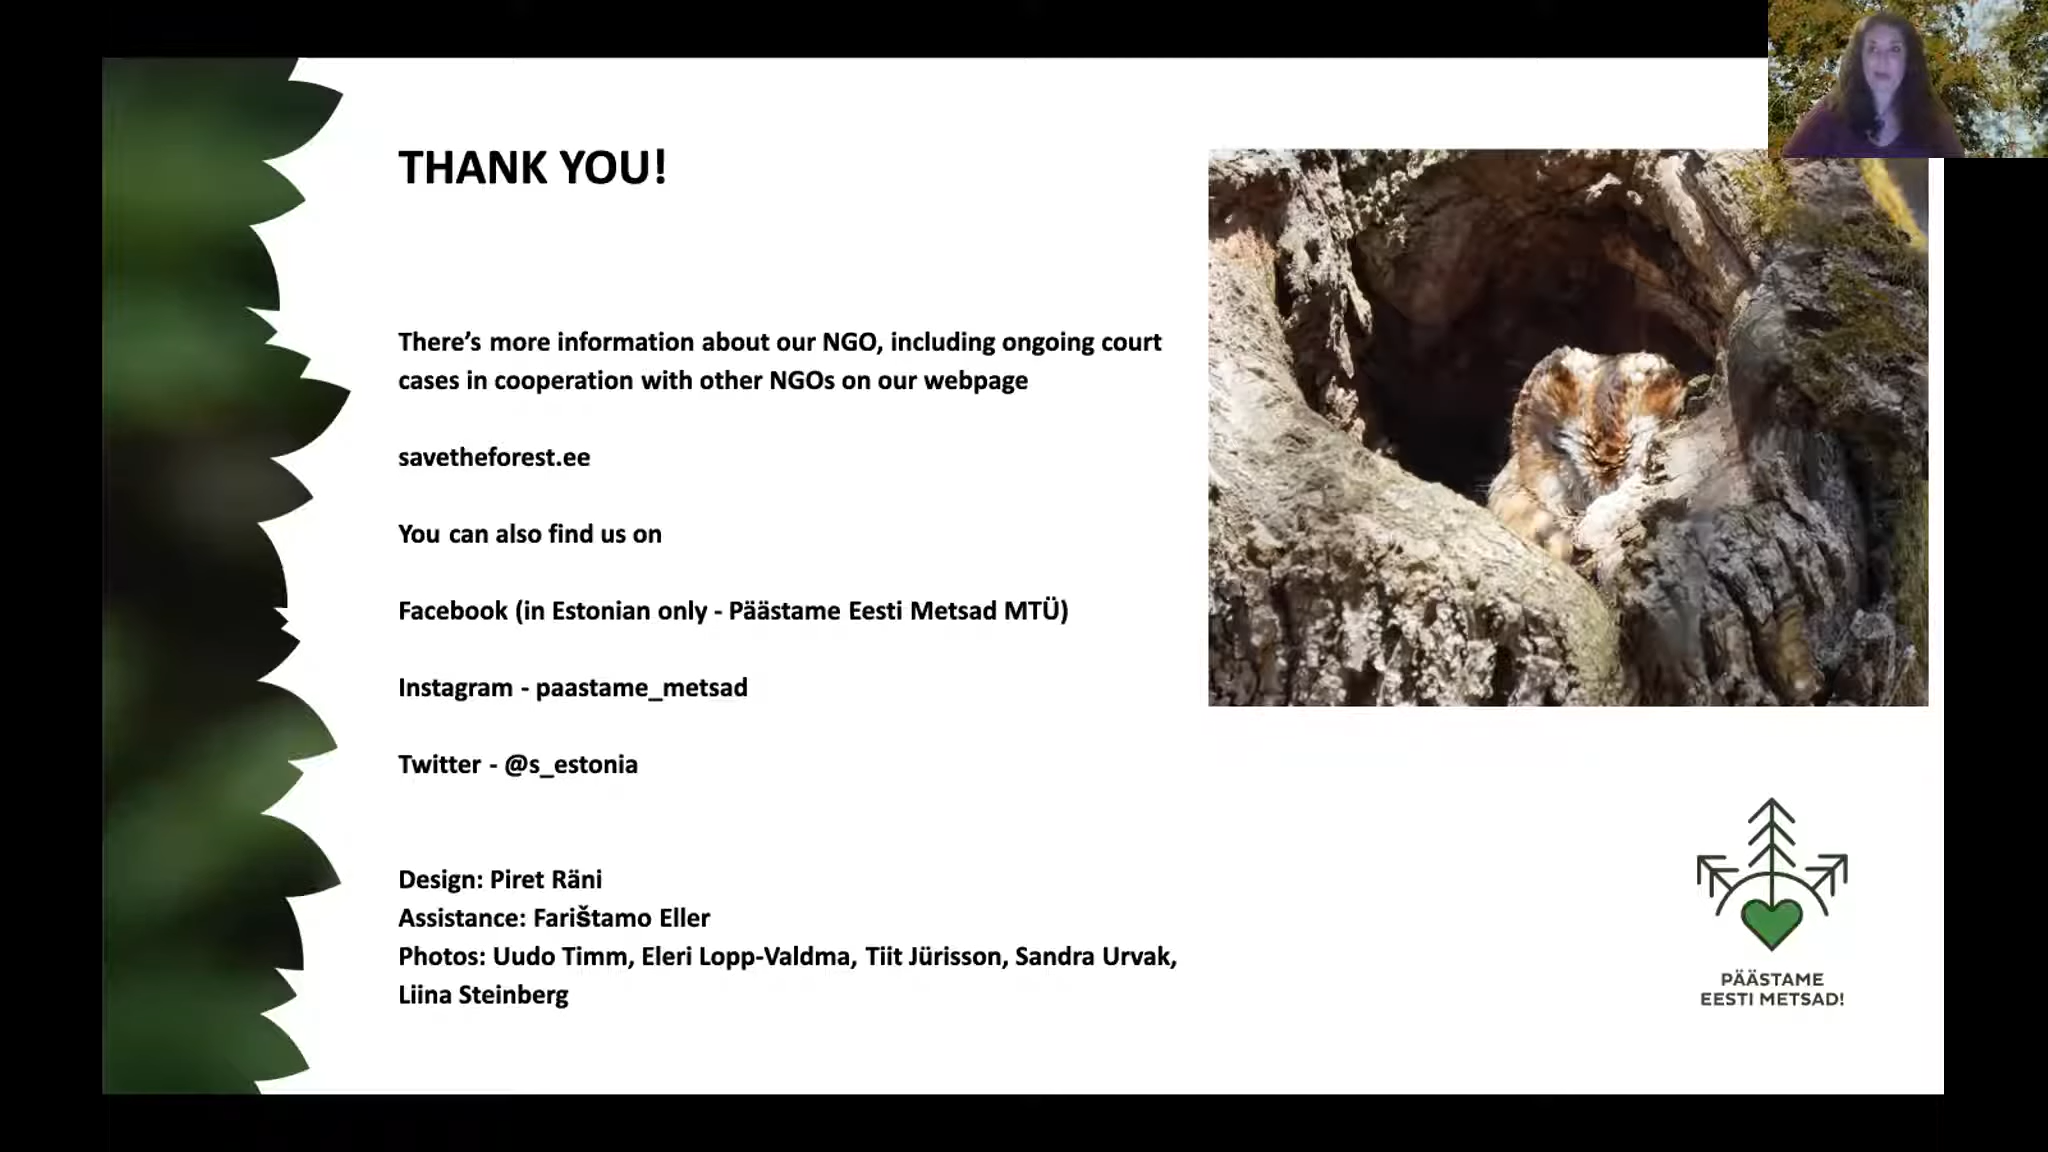 THANK YOU!
There’s more information about our NGO, including ongoing court
cases in cooperation with other NGOs on our webpage
savetheforest.ee
You can also find us on
Facebook (in Estonian only - Päästame Eesti Metsad MTÜ)
Instagram - paastame_metsad
Twitter - @s_estonia
Design: Piret Räni
Assistance: Farištamo Eller
Photos: Uudo Timm, Eleri Lopp-Valdma, Tiit Jürisson, Sandra Urvak,
Liina Steinberg
PÄÄSTAME
EESTI METSAD!